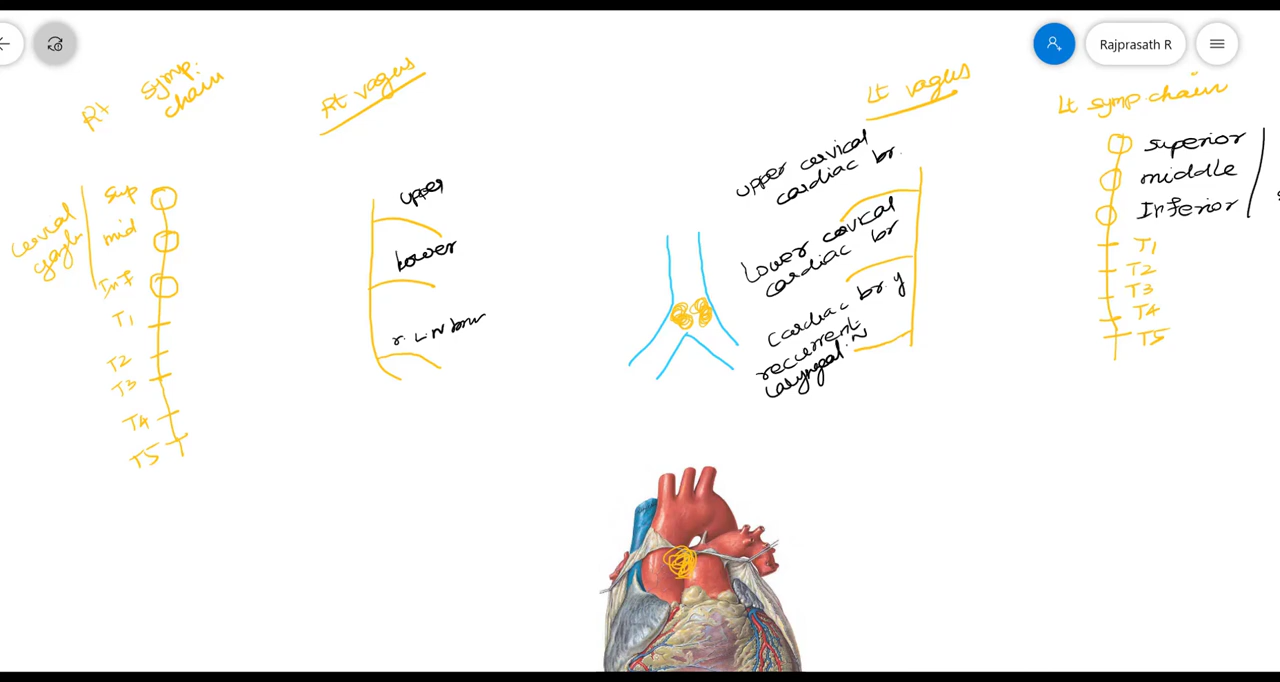 Rajprasath R
Rt
symp.
chain
Rt vagus
Lt vagus
Lt symp.chain
sup
mid
Inf
T1
T2
T3
T4
T5
cervical
upper
Lower
upper cervical
cardiac br.
Lower cervical
cardiac br
cardiac br y
recurrent
laryngeal.N
superior
middle
Inferior
T1
T2
T3
T4
T5